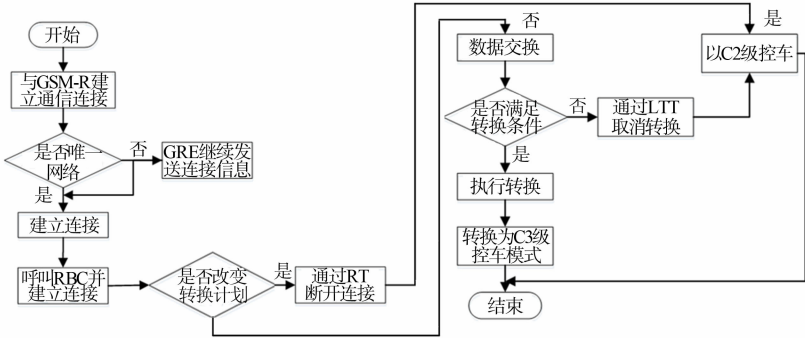 开始
与GSM-R建
立通信连接
是否唯一
网络
否
GRE继续发
送连接信息
是
建立连接
呼叫RBC并
建立连接
是否改变
转换计划
是
通过RT
断开连接
否
数据交换
是否满足
转换条件
否
通过LTT
取消转换
是
以C2级控车
是
执行转换
转换为C3级
控车模式
结束